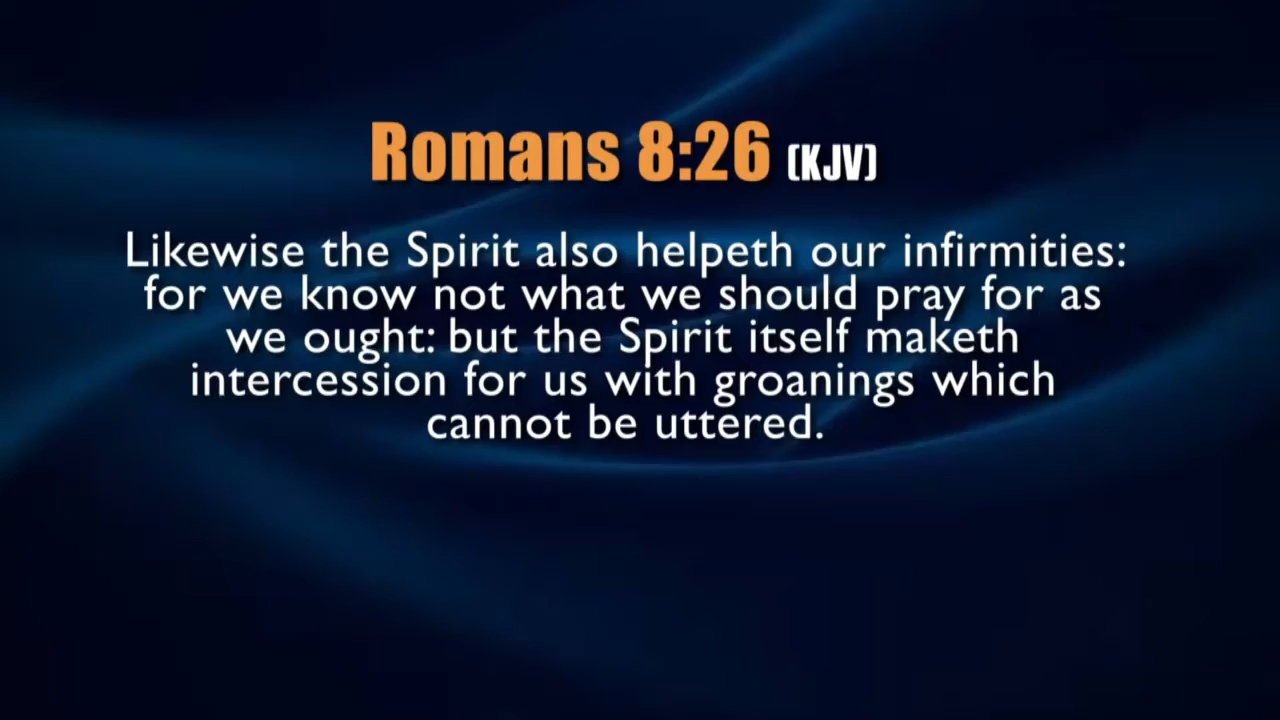 Romans 8:26 (KJV)
Likewise the Spirit also helpeth our infirmities:
for we know not what we should pray for as
we ought: but the Spirit itself maketh
intercession for us with groanings which
cannot be uttered.